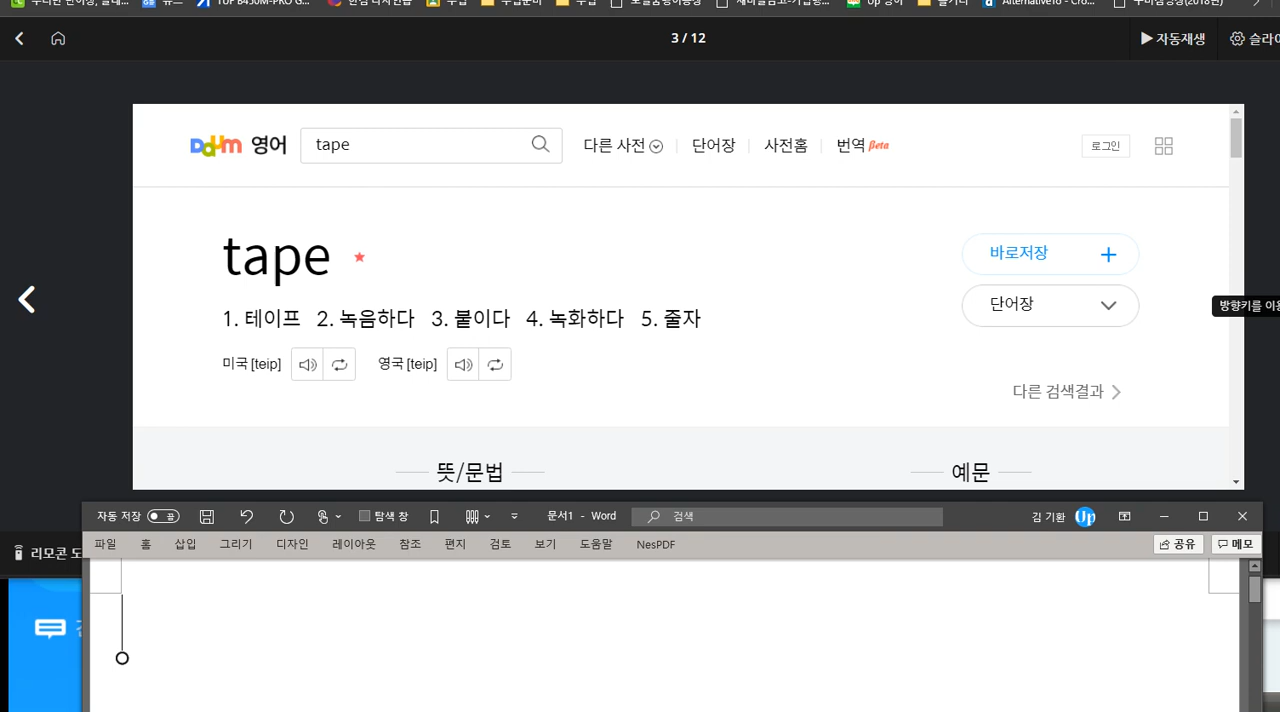 뉴스
수업
3 / 12
자동재생
Daum 영어
tape
다른 사전
단어장
사전홈
번역 Beta
로그인
tape
바로저장
1. 테이프 2. 녹음하다 3. 붙이다 4. 녹화하다 5. 줄자
단어장
방향키를
미국 [teip]
영국 [teip]
다른 검색결과
뜻/문법
예문
자동 저장 끔
탐색 창
문서1 - Word
검색
김 기환
Up
리모콘
파일 홈 삽입 그리기 디자인 레이아웃 참조 편지 검토 보기 도움말 NesPDF
공유
메모